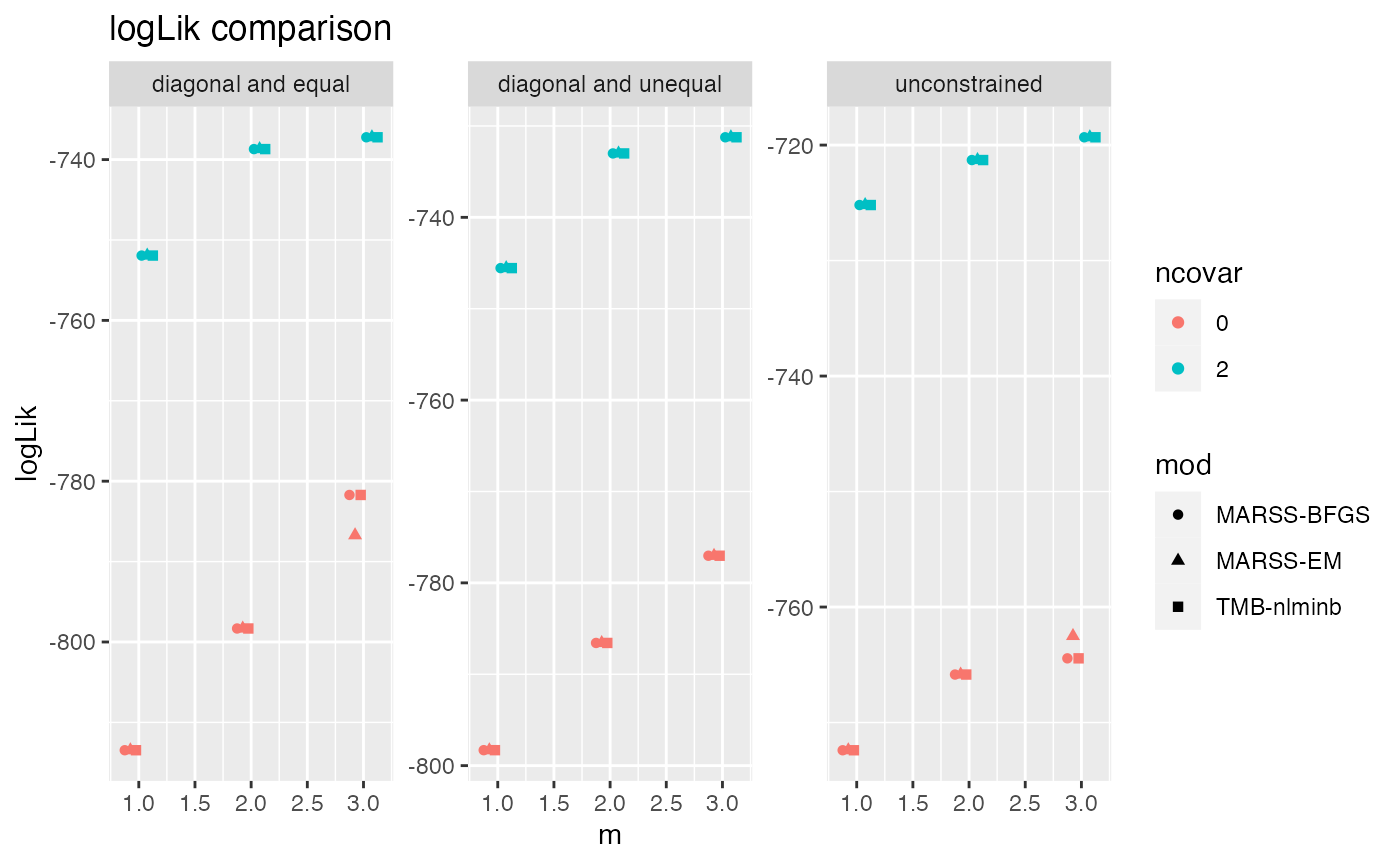 logLik comparison
diagonal and equal
diagonal and unequal
unconstrained
logLik
-740
-760
-780
-800
-740
-760
-780
-800
-720
-740
-760
1.0 1.5 2.0 2.5 3.0
1.0 1.5 2.0 2.5 3.0
1.0 1.5 2.0 2.5 3.0
m
ncovar
0
2
mod
MARSS-BFGS
MARSS-EM
TMB-nlminb